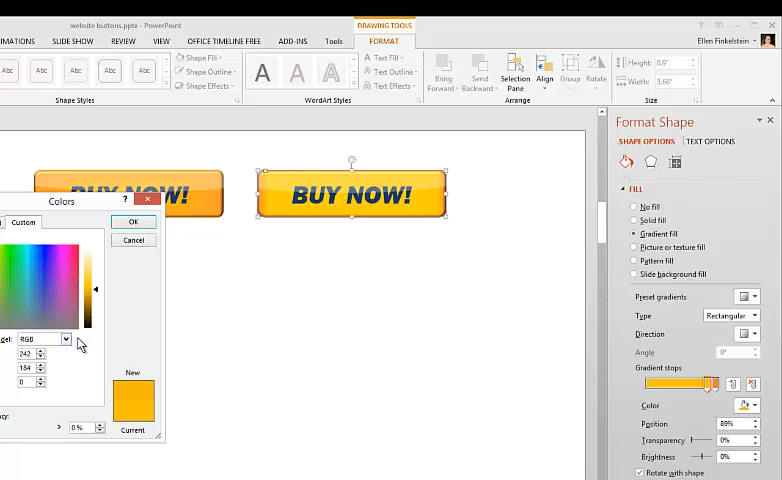 website buttons.pptx - PowerPoint
DRAWING TOOLS
? 
ANIMATIONS SLIDE SHOW REVIEW VIEW OFFICE TIMELINE FREE ADD-INS Tools FORMAT Ellen Finkelstein
Abc Abc Abc Abc Abc
Shape Fill
Shape Outline
Shape Effects
A A A
Text Fill
Text Outline
Text Effects
Bring Forward
Send Backward
Selection Pane
Align
Group
Rotate
Height: 0.9"
Width: 3.66"
Shape Styles WordArt Styles Arrange Size
Format Shape
SHAPE OPTIONS TEXT OPTIONS
FILL
No fill
Solid fill
Gradient fill
Picture or texture fill
Pattern fill
Slide background fill
Preset gradients
Type Rectangular
Direction
Angle 0°
Gradient stops
Color
Position 89%
Transparency 0%
Brightness 0%
Rotate with shape
BUY NOW!
BUY NOW!
Colors ?
Custom
OK
Cancel
del: RGB
242
184
0
New
Current
cy: > 0 %